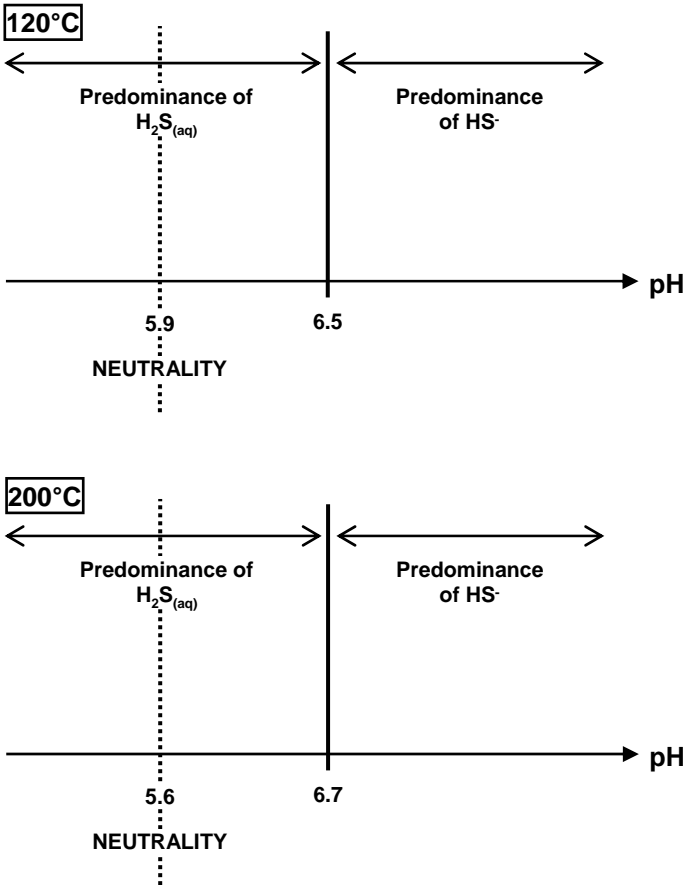 120°C
Predominance of
H₂S₍aq₎
Predominance
of HS⁻
pH
5.9
6.5
NEUTRALITY
200°C
Predominance of
H₂S₍aq₎
Predominance
of HS⁻
pH
5.6
6.7
NEUTRALITY